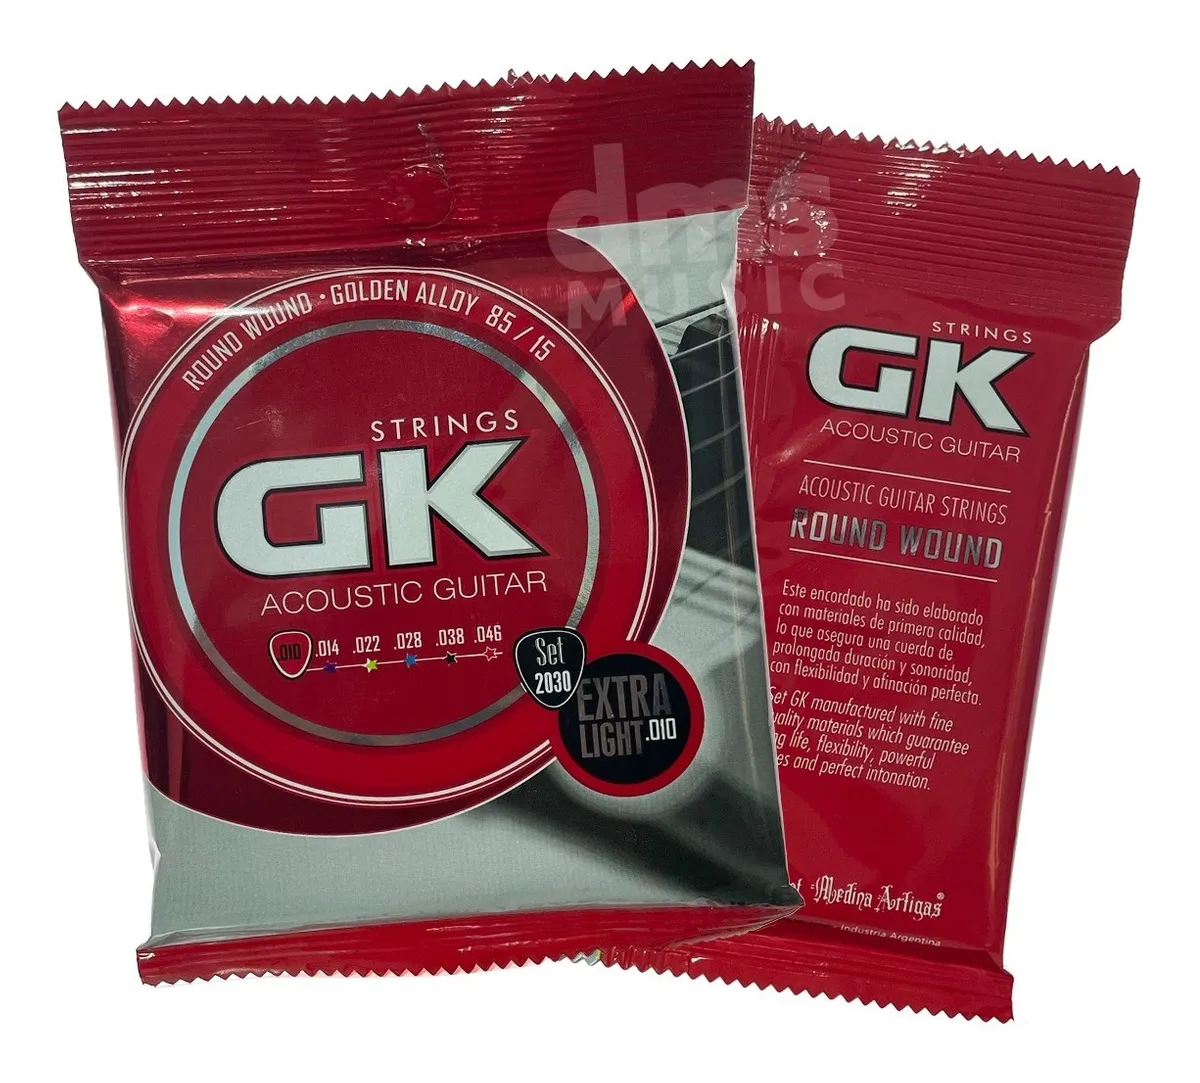 dms
MUSIC
ROUND WOUND · GOLDEN ALLOY 85/15
STRINGS
GK
ACOUSTIC GUITAR
.010 .014 .022 .028 .038 .046
Set
2030
EXTRA
LIGHT .010
STRINGS
GK
ACOUSTIC GUITAR
ACOUSTIC GUITAR STRINGS
ROUND WOUND
Este encordado ha sido elaborado
con materiales de primera calidad,
lo que asegura una cuerda de
prolongada duración y sonoridad,
con flexibilidad y afinación perfecta.
Set GK manufactured with fine
materials which guarantee
life, flexibility, powerful
and perfect intonation.
Medina Artigas®
Industria Argentina